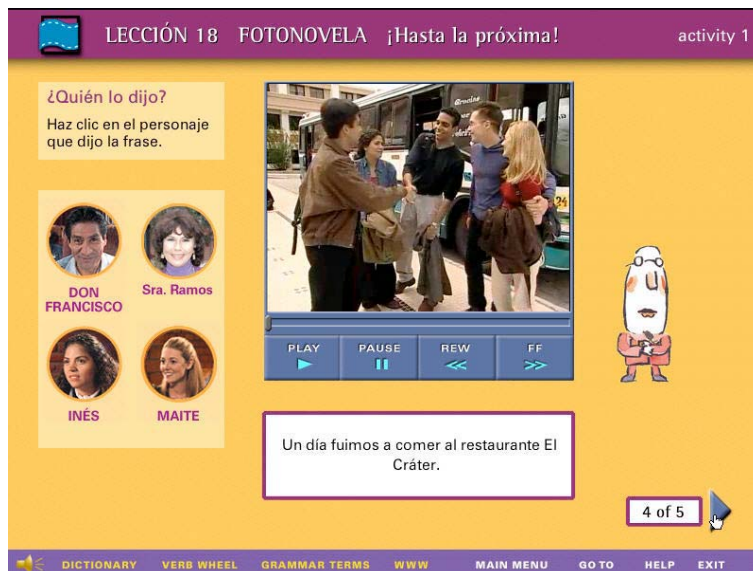 LECCIÓN 18 FOTONOVELA ¡Hasta la próxima! activity 1
¿Quién lo dijo?
Haz clic en el personaje
que dijo la frase.
DON
FRANCISCO
Sra. Ramos
INÉS
MAITE
Gracias
24
PLAY
PAUSE
REW
FF
Un día fuimos a comer al restaurante El
Cráter.
4 of 5
DICTIONARY VERB WHEEL GRAMMAR TERMS WWW MAIN MENU GO TO HELP EXIT